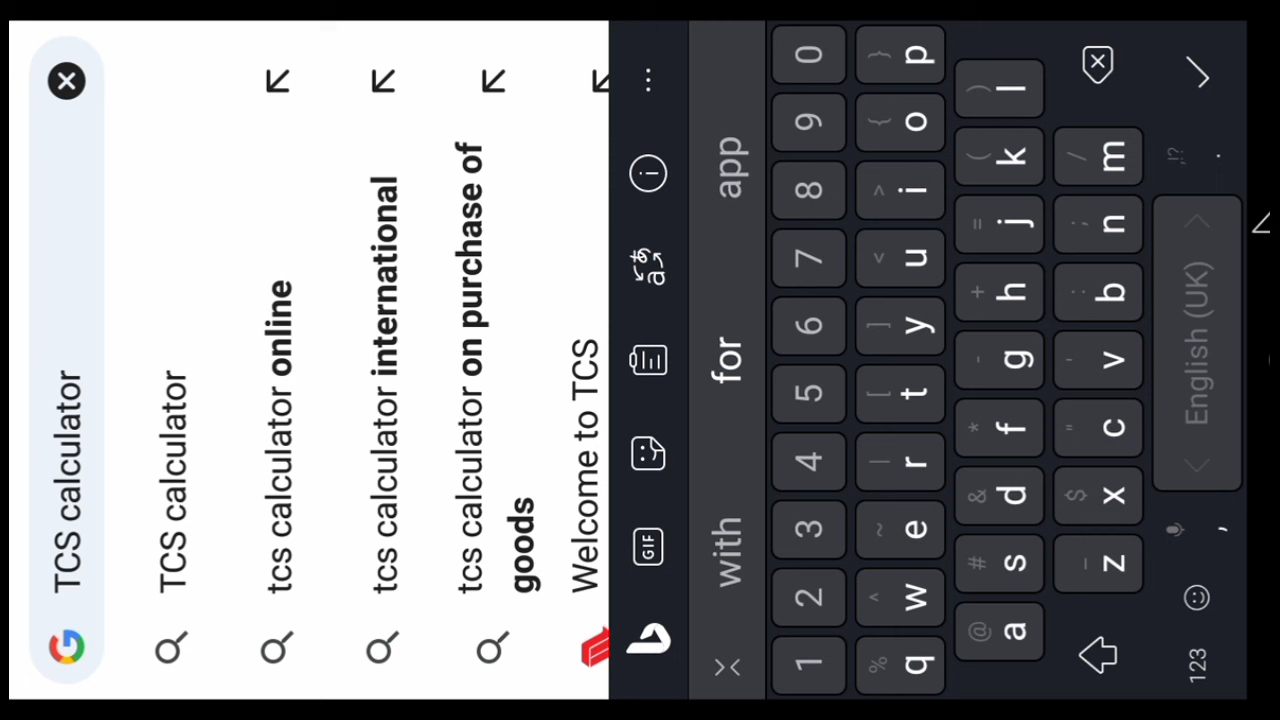 TCS calculator
TCS calculator
tcs calculator online
tcs calculator international
tcs calculator on purchase of
goods
Welcome to TCS
GIF
with for app
1 2 3 4 5 6 7 8 9 0
% ^ ~ | [ ] < > { }
q w e r t y u i o p
@ # & * - + = ( )
a s d f g h j k l
_ $ " ' : ; /
z x c v b n m
123 , English (UK) . !?